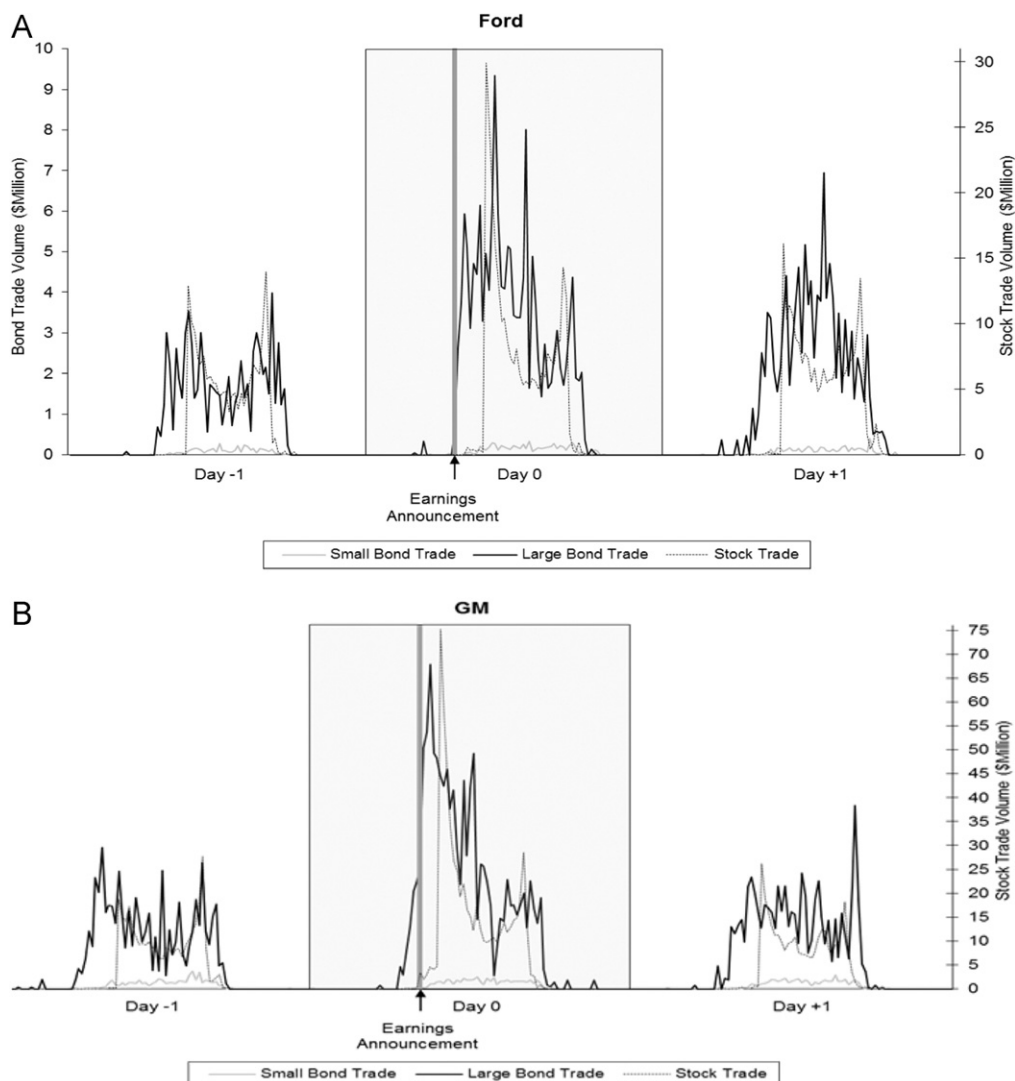 A
Ford
10
9
8
7
6
5
4
3
2
1
0
Bond Trade Volume ($Million)
30
25
20
15
10
5
0
Stock Trade Volume ($Million)
Day -1
Day 0
Day +1
Earnings
Announcement
Small Bond Trade Large Bond Trade Stock Trade
B
GM
75
70
65
60
55
50
45
40
35
30
25
20
15
10
5
0
Stock Trade Volume ($Million)
Day -1
Day 0
Day +1
Earnings
Announcement
Small Bond Trade Large Bond Trade Stock Trade